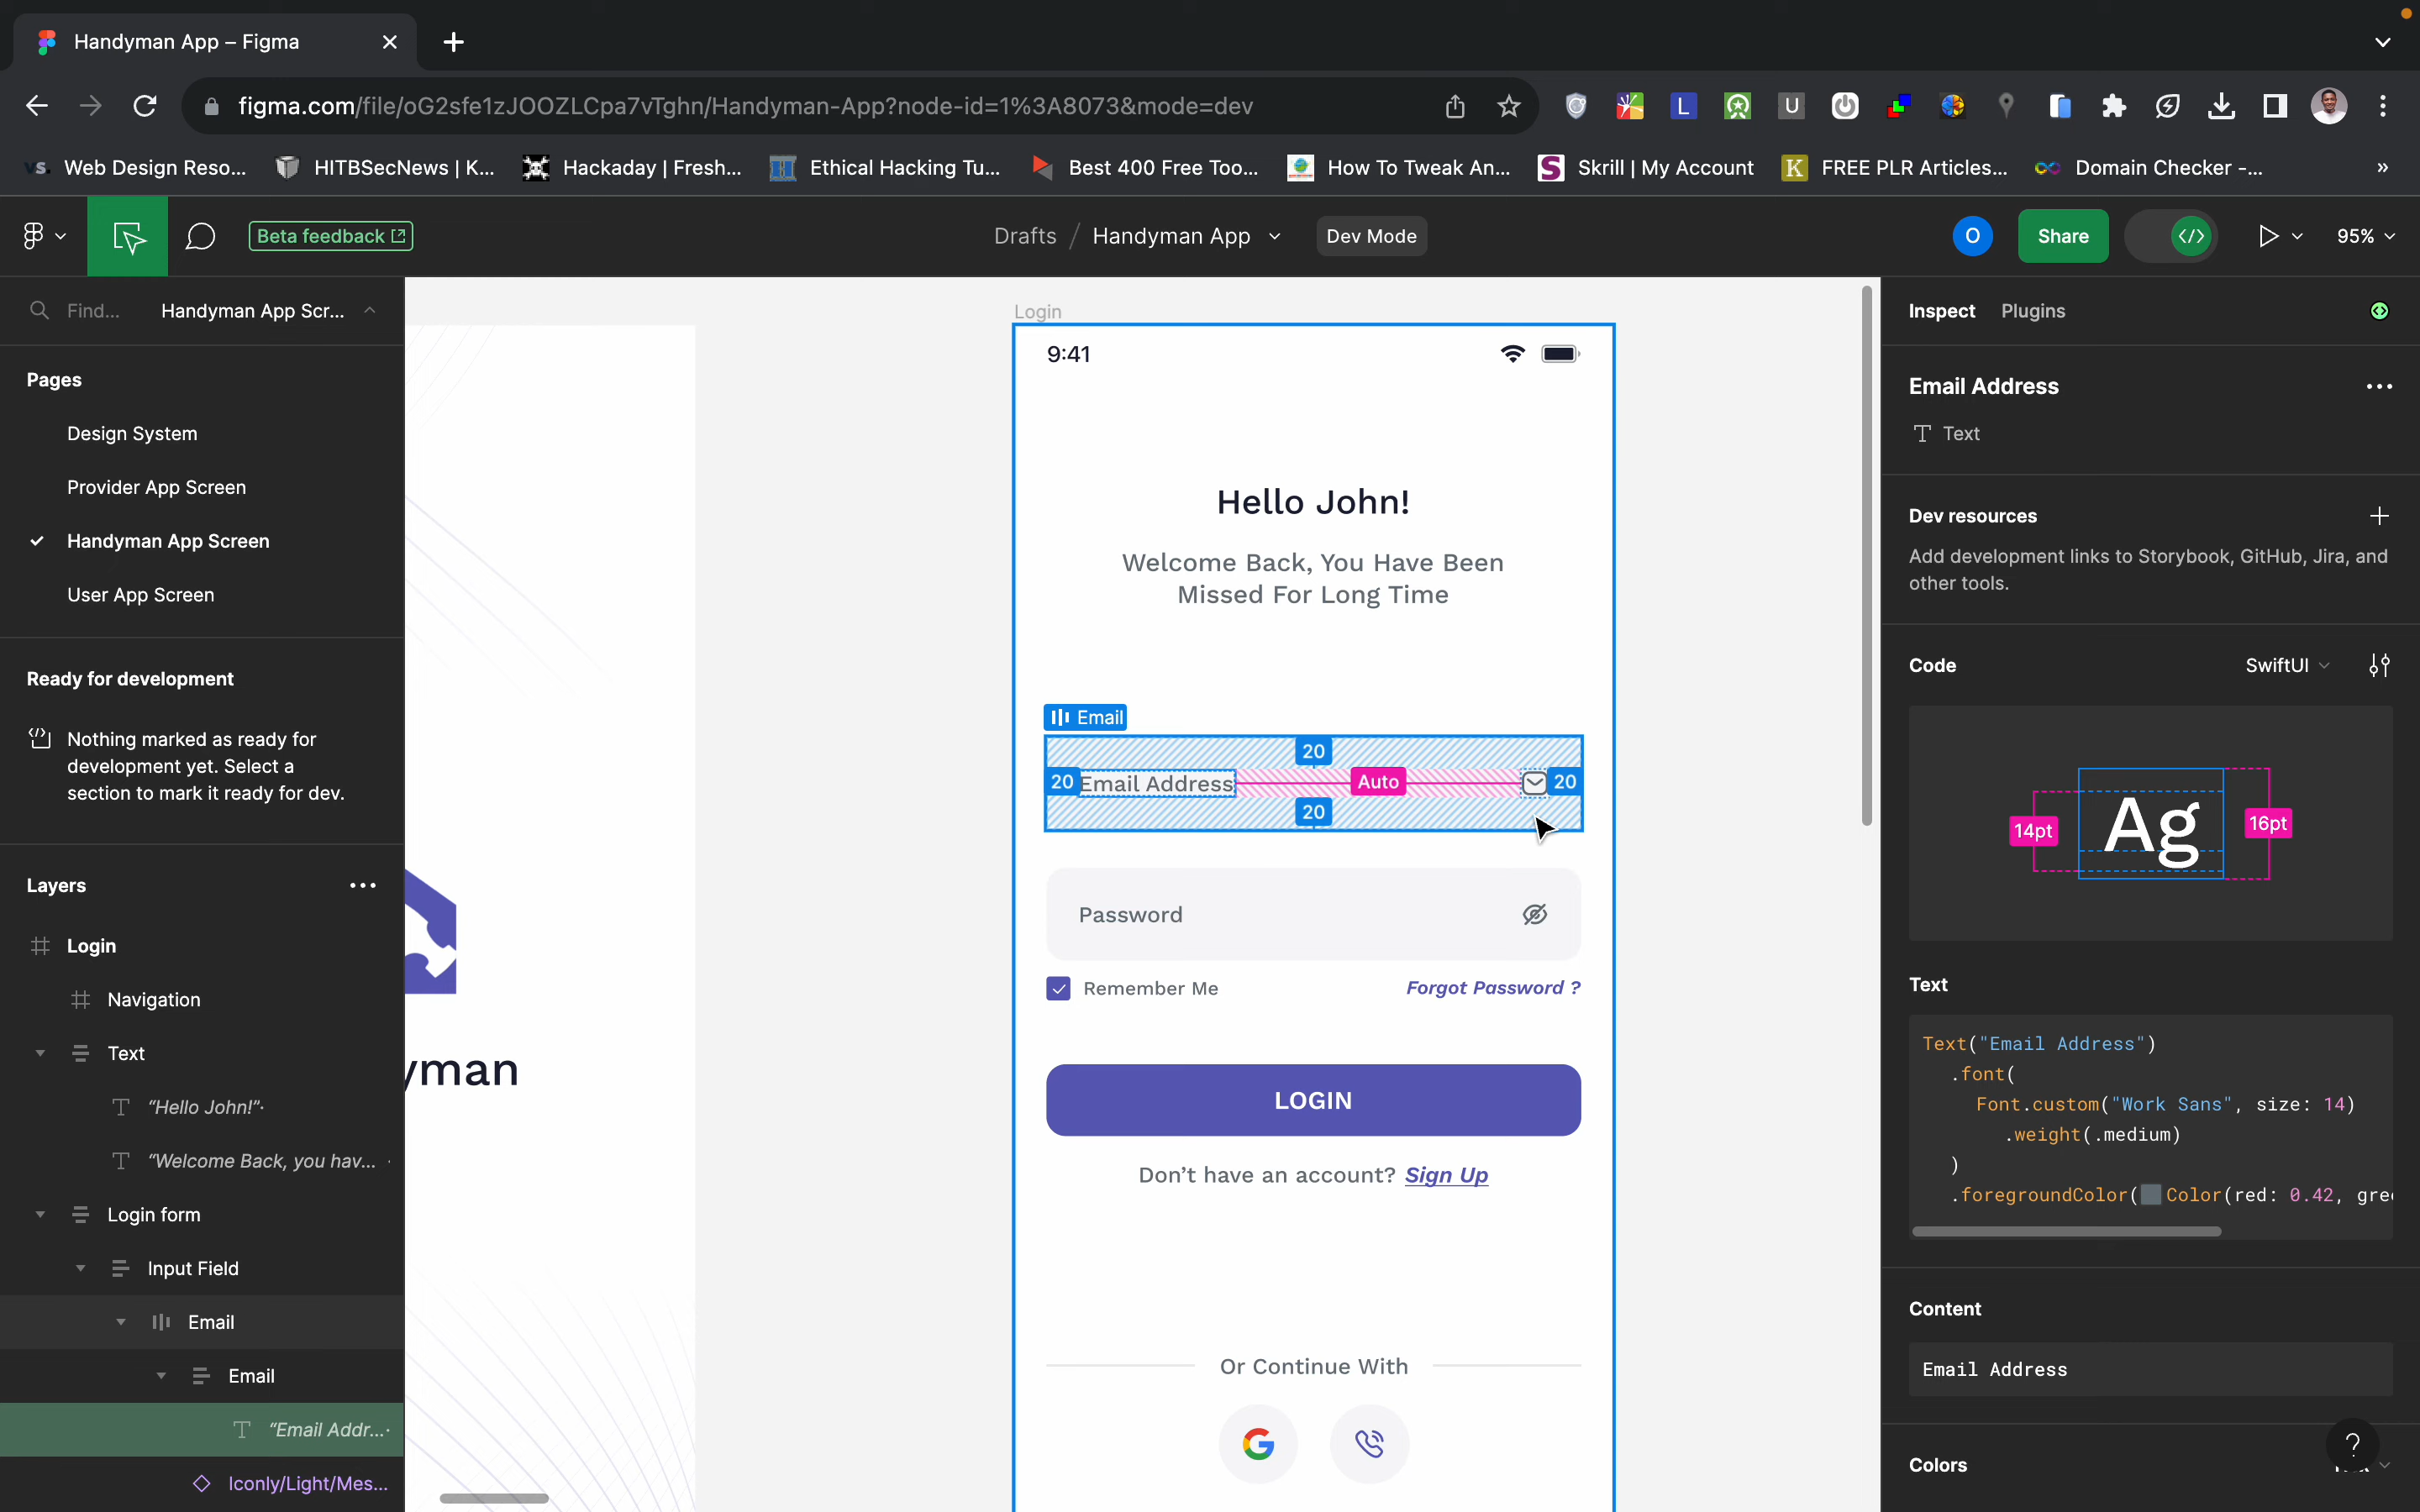 Handyman App – Figma
figma.com/file/oG2sfe1zJOOZLCpa7vTghn/Handyman-App?node-id=1%3A8073&mode=dev
L
U
vs. Web Design Reso...
HITBSecNews | K...
Hackaday | Fresh...
Ethical Hacking Tu...
Best 400 Free Too...
How To Tweak An...
S Skrill | My Account
K FREE PLR Articles...
Domain Checker -...
»
Beta feedback
Drafts / Handyman App
Dev Mode
O
Share
</>
95%
Find...
Handyman App Scr...
Pages
Design System
Provider App Screen
Handyman App Screen
User App Screen
Ready for development
Nothing marked as ready for
development yet. Select a
section to mark it ready for dev.
Layers
Login
Navigation
Text
“Hello John!”
“Welcome Back, you hav...
Login form
Input Field
Email
Email
“Email Addr...
Iconly/Light/Mes...
yman
Login
9:41
Hello John!
Welcome Back, You Have Been
Missed For Long Time
Email
20
20 Email Address Auto 20
20
Password
Remember Me
Forgot Password ?
LOGIN
Don’t have an account? Sign Up
Or Continue With
G
Inspect
Plugins
Email Address
T Text
Dev resources
Add development links to Storybook, GitHub, Jira, and
other tools.
Code
SwiftUI
14pt Ag 16pt
Text
Text("Email Address")
.font(
Font.custom("Work Sans", size: 14)
.weight(.medium)
)
.foregroundColor(Color(red: 0.42, gre
Content
Email Address
Colors
?